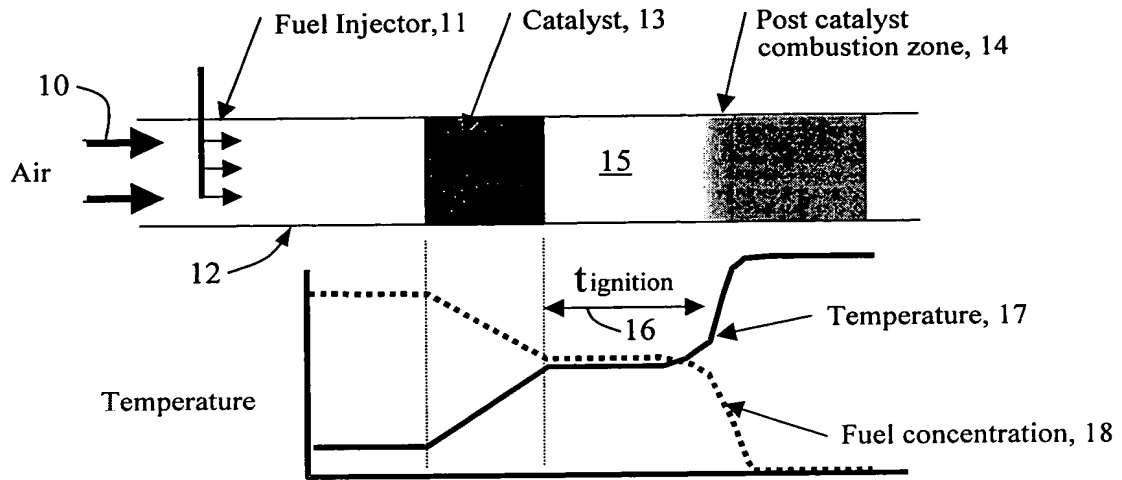 Fuel Injector,11
Catalyst, 13
Post catalyst
combustion zone, 14
10
Air
15
12
tignition
16
Temperature, 17
Temperature
Fuel concentration, 18